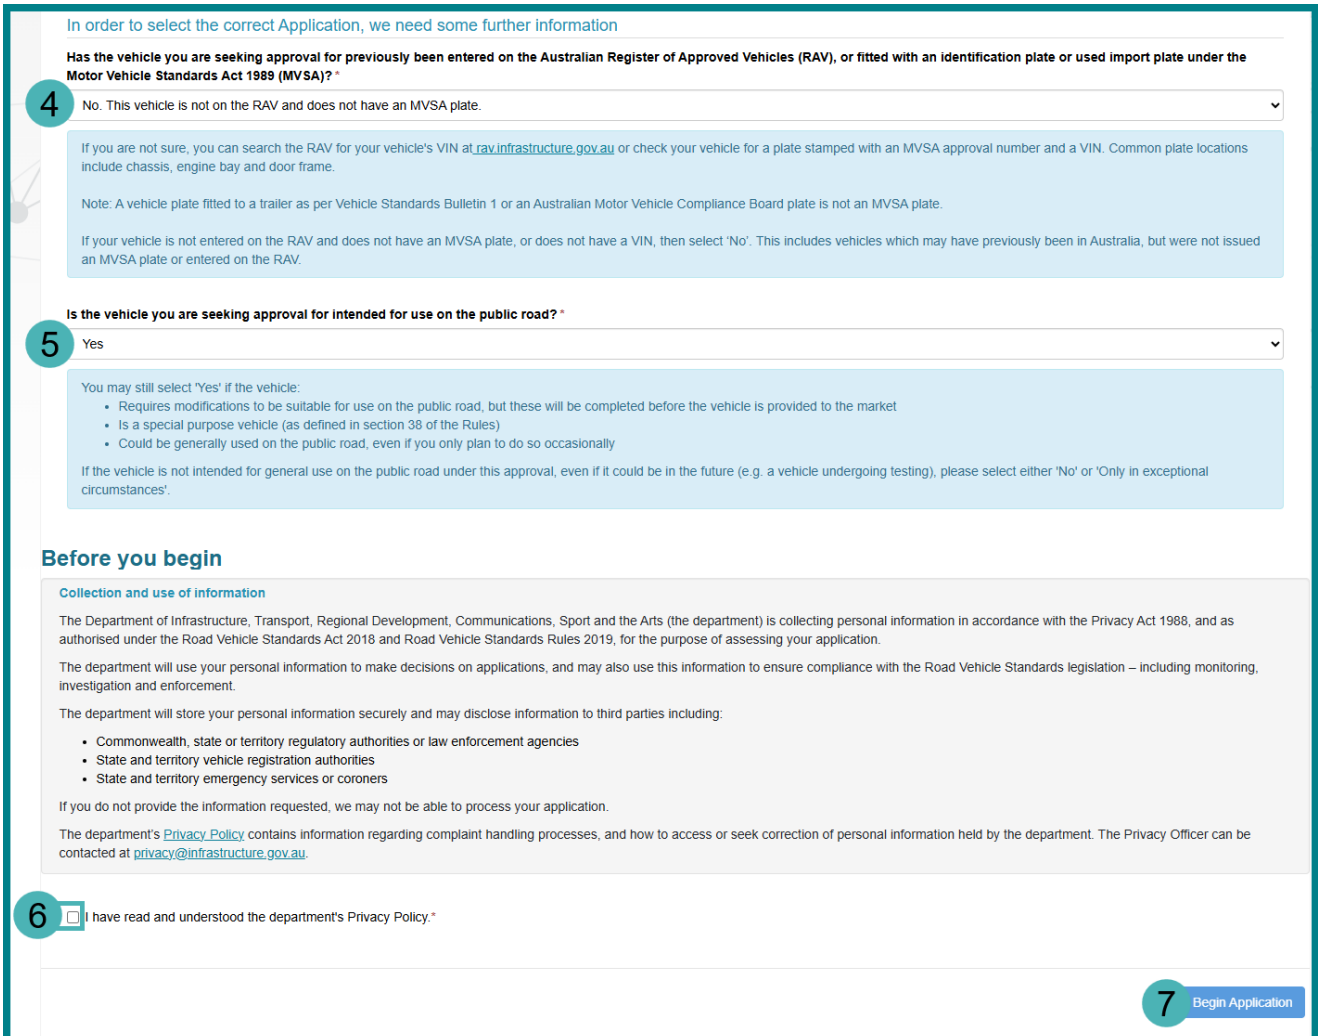 In order to select the correct Application, we need some further information
Has the vehicle you are seeking approval for previously been entered on the Australian Register of Approved Vehicles (RAV), or fitted with an identification plate or used import plate under the
Motor Vehicle Standards Act 1989 (MVSA)? *
4
No. This vehicle is not on the RAV and does not have an MVSA plate.
If you are not sure, you can search the RAV for your vehicle's VIN at rav.infrastructure.gov.au or check your vehicle for a plate stamped with an MVSA approval number and a VIN. Common plate locations
include chassis, engine bay and door frame.
Note: A vehicle plate fitted to a trailer as per Vehicle Standards Bulletin 1 or an Australian Motor Vehicle Compliance Board plate is not an MVSA plate.
If your vehicle is not entered on the RAV and does not have an MVSA plate, or does not have a VIN, then select 'No'. This includes vehicles which may have previously been in Australia, but were not issued
an MVSA plate or entered on the RAV.
Is the vehicle you are seeking approval for intended for use on the public road? *
5
Yes
You may still select 'Yes' if the vehicle:
• Requires modifications to be suitable for use on the public road, but these will be completed before the vehicle is provided to the market
• Is a special purpose vehicle (as defined in section 38 of the Rules)
• Could be generally used on the public road, even if you only plan to do so occasionally
If the vehicle is not intended for general use on the public road under this approval, even if it could be in the future (e.g. a vehicle undergoing testing), please select either 'No' or 'Only in exceptional
circumstances'.
Before you begin
Collection and use of information
The Department of Infrastructure, Transport, Regional Development, Communications, Sport and the Arts (the department) is collecting personal information in accordance with the Privacy Act 1988, and as
authorised under the Road Vehicle Standards Act 2018 and Road Vehicle Standards Rules 2019, for the purpose of assessing your application.
The department will use your personal information to make decisions on applications, and may also use this information to ensure compliance with the Road Vehicle Standards legislation – including monitoring,
investigation and enforcement.
The department will store your personal information securely and may disclose information to third parties including:
• Commonwealth, state or territory regulatory authorities or law enforcement agencies
• State and territory vehicle registration authorities
• State and territory emergency services or coroners
If you do not provide the information requested, we may not be able to process your application.
The department's Privacy Policy contains information regarding complaint handling processes, and how to access or seek correction of personal information held by the department. The Privacy Officer can be
contacted at privacy@infrastructure.gov.au.
6
I have read and understood the department's Privacy Policy.*
7
Begin Application